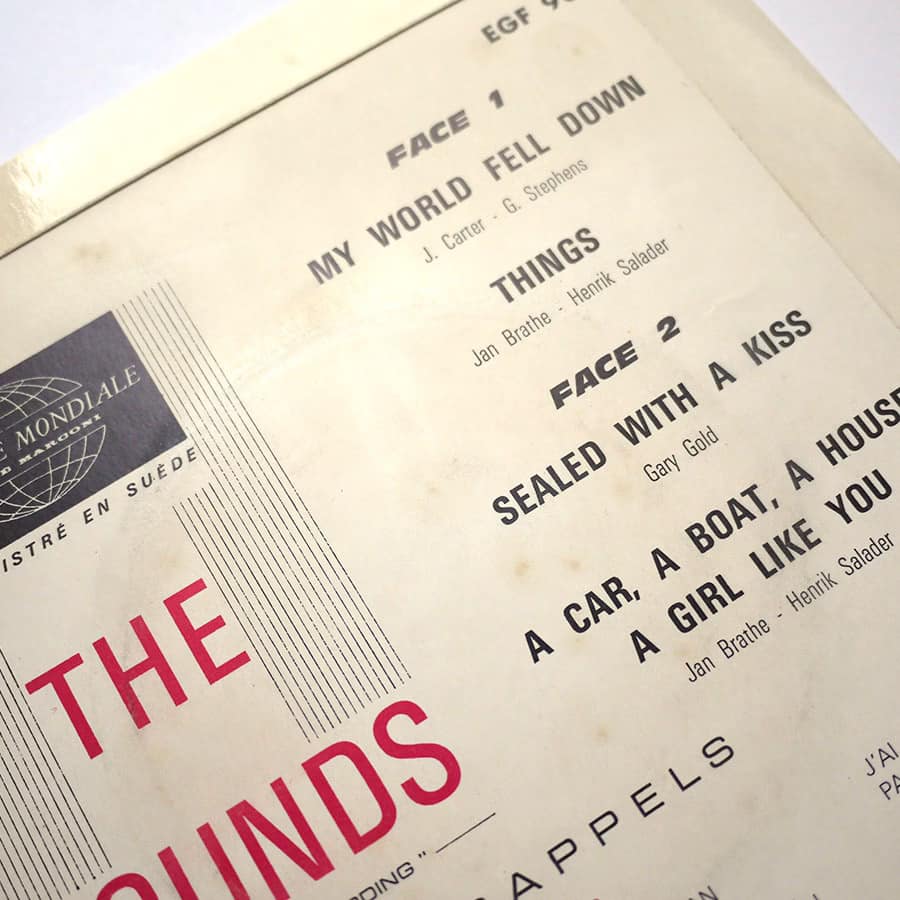 EGF
FACE 1
MY WORLD FELL DOWN
J. Carter - G. Stephens
THINGS
Jan Brathe - Henrik Salader
FACE 2
SEALED WITH A KISS
Gary Gold
A CAR, A BOAT, A HOUSE
A GIRL LIKE YOU
Jan Brathe - Henrik Salader
MONDIALE
MARCONI
EN SUÈDE
THE
J'AI